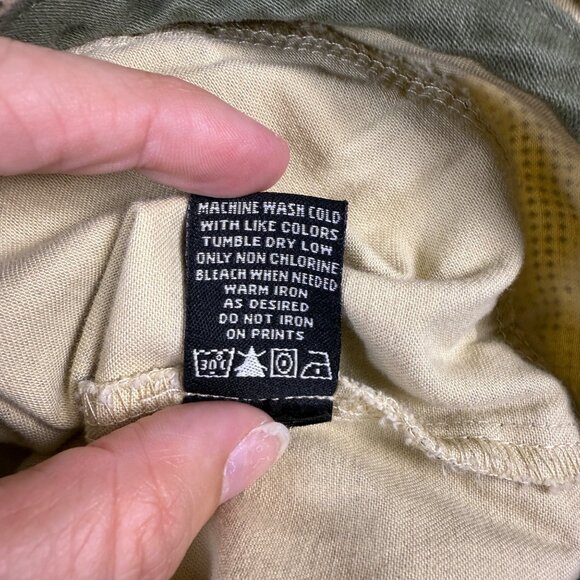 MACHINE WASH COLD
WITH LIKE COLORS
TUMBLE DRY LOW
ONLY NON CHLORINE
BLEACH WHEN NEEDED
WARM IRON
AS DESIRED
DO NOT IRON
ON PRINTS
30°C